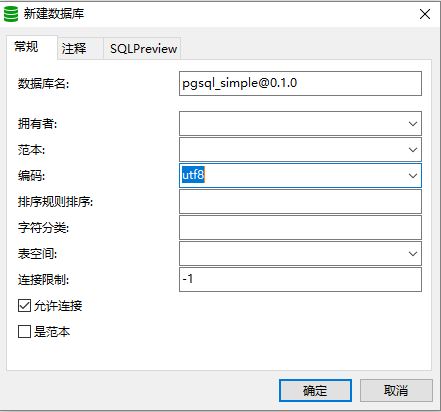 新建数据库
常规 注释 SQLPreview
数据库名: pgsql_simple@0.1.0
拥有者:
范本:
编码: utf8
排序规则排序:
字符分类:
表空间:
连接限制: -1
允许连接
是范本
确定 取消